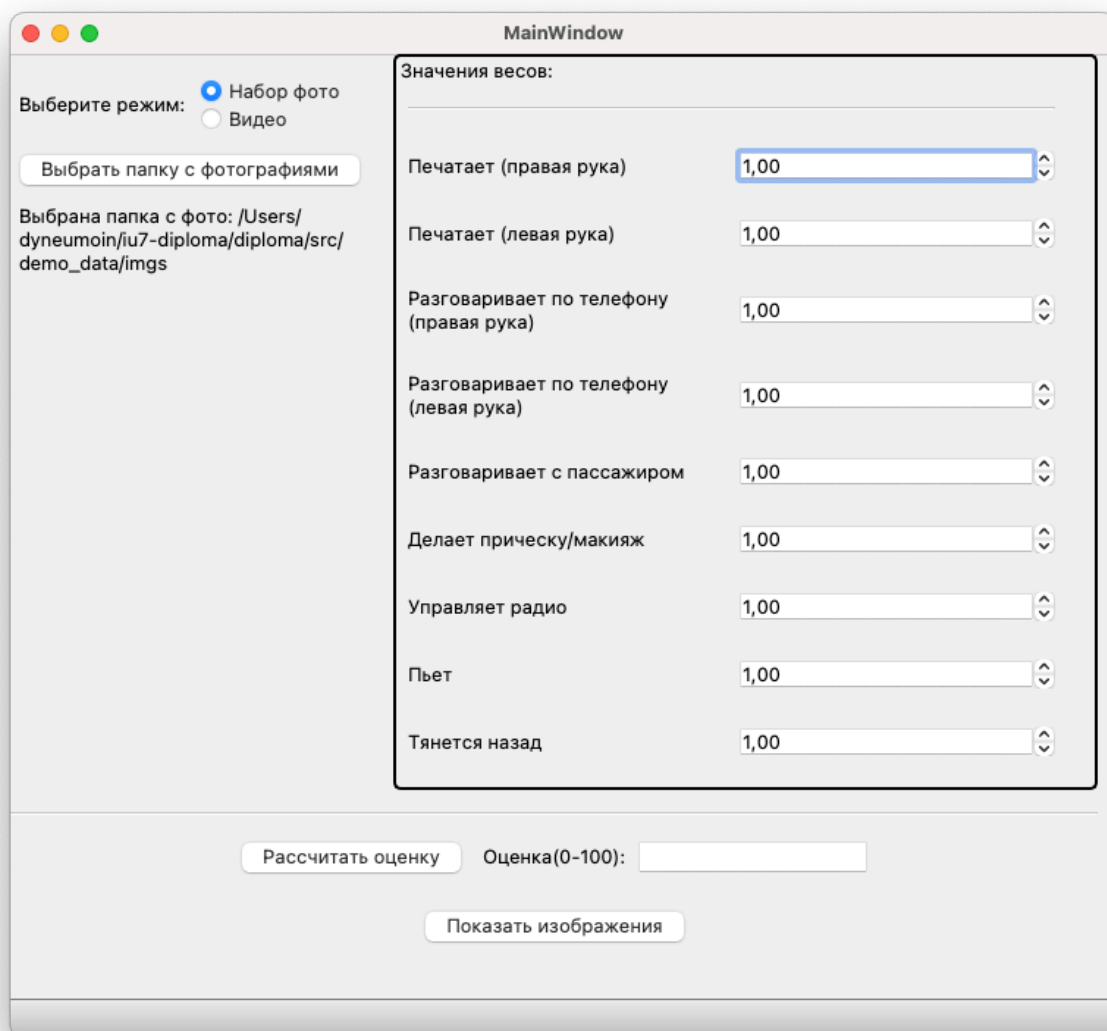 MainWindow
Выберите режим:
Набор фото
Видео
Выбрать папку с фотографиями
Выбрана папка с фото: /Users/
dyneumoin/iu7-diploma/diploma/src/
demo_data/imgs
Значения весов:
Печатает (правая рука) 1,00
Печатает (левая рука) 1,00
Разговаривает по телефону
(правая рука) 1,00
Разговаривает по телефону
(левая рука) 1,00
Разговаривает с пассажиром 1,00
Делает прическу/макияж 1,00
Управляет радио 1,00
Пьет 1,00
Тянется назад 1,00
Рассчитать оценку Оценка(0-100):
Показать изображения